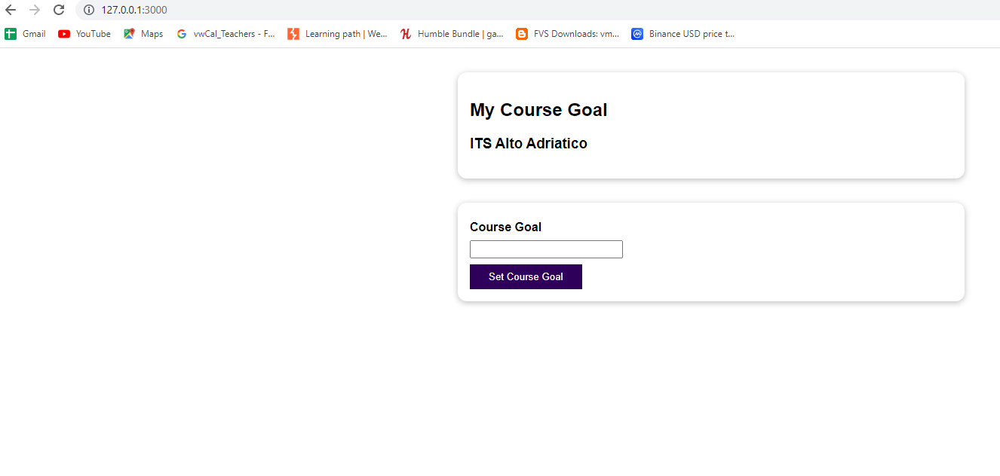 127.0.0.1:3000
Gmail YouTube Maps vwCal_Teachers - F... Learning path | We... Humble Bundle | ga... FVS Downloads: vm... Binance USD price t...
My Course Goal
ITS Alto Adriatico
Course Goal
Set Course Goal